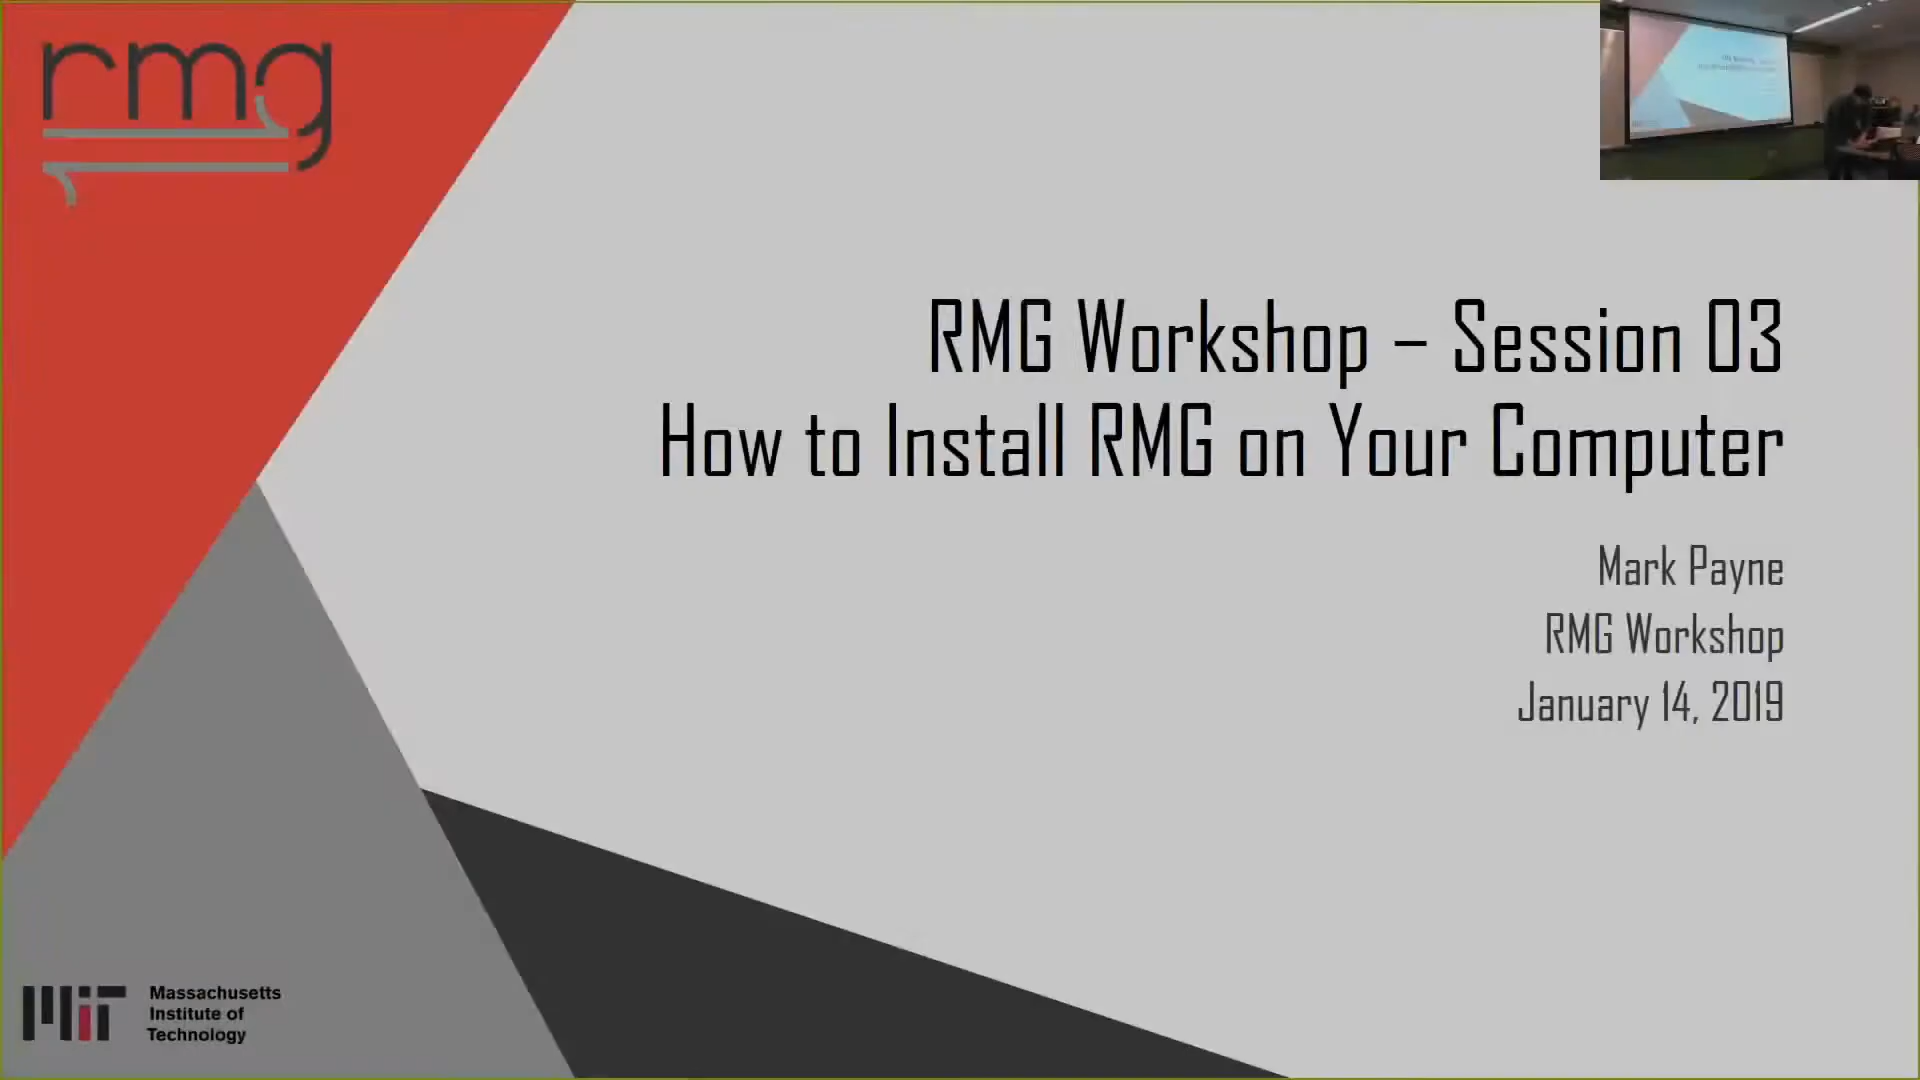 rmg
RMG Workshop – Session 03
How to Install RMG on Your Computer
Mark Payne
RMG Workshop
January 14, 2019
MIT
Massachusetts
Institute of
Technology